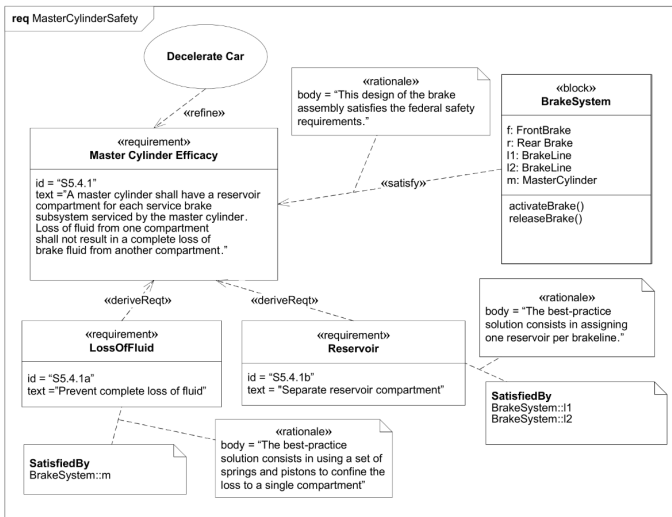 req MasterCylinderSafety
Decelerate Car
«refine»
«rationale»
body = “This design of the brake
assembly satisfies the federal safety
requirements.”
«block»
BrakeSystem
f: FrontBrake
r: Rear Brake
l1: BrakeLine
l2: BrakeLine
m: MasterCylinder
activateBrake()
releaseBrake()
«requirement»
Master Cylinder Efficacy
id = “S5.4.1”
text =”A master cylinder shall have a reservoir
compartment for each service brake
subsystem serviced by the master cylinder.
Loss of fluid from one compartment
shall not result in a complete loss of
brake fluid from another compartment.”
«satisfy»
«deriveReqt»
«deriveReqt»
«rationale»
body = “The best-practice
solution consists in assigning
one reservoir per brakeline.”
«requirement»
LossOfFluid
id = “S5.4.1a”
text =”Prevent complete loss of fluid”
«requirement»
Reservoir
id = “S5.4.1b”
text = "Separate reservoir compartment”
SatisfiedBy
BrakeSystem::l1
BrakeSystem::l2
SatisfiedBy
BrakeSystem::m
«rationale»
body = “The best-practice
solution consists in using a set of
springs and pistons to confine the
loss to a single compartment”